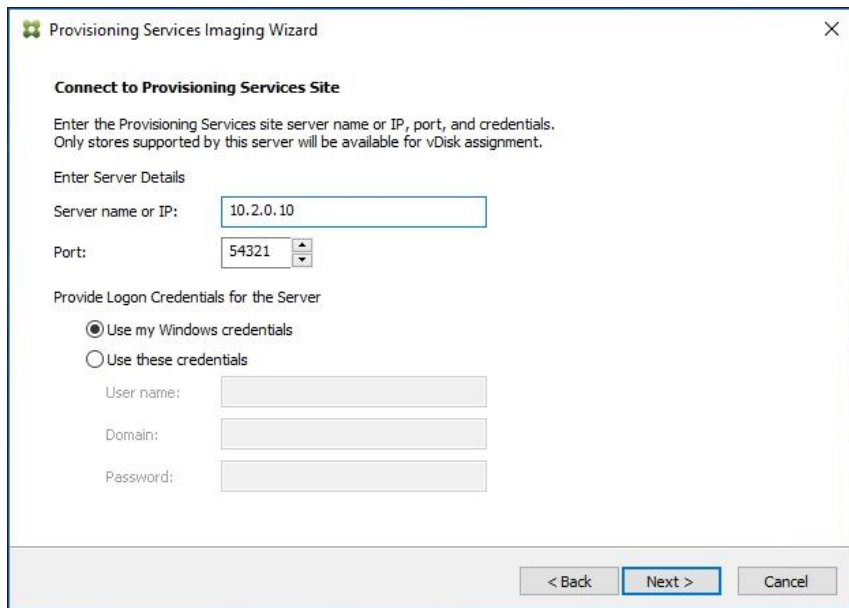 Provisioning Services Imaging Wizard
Connect to Provisioning Services Site
Enter the Provisioning Services site server name or IP, port, and credentials.
Only stores supported by this server will be available for vDisk assignment.
Enter Server Details
Server name or IP: 10.2.0.10
Port: 54321
Provide Logon Credentials for the Server
Use my Windows credentials
Use these credentials
User name:
Domain:
Password:
< Back Next > Cancel